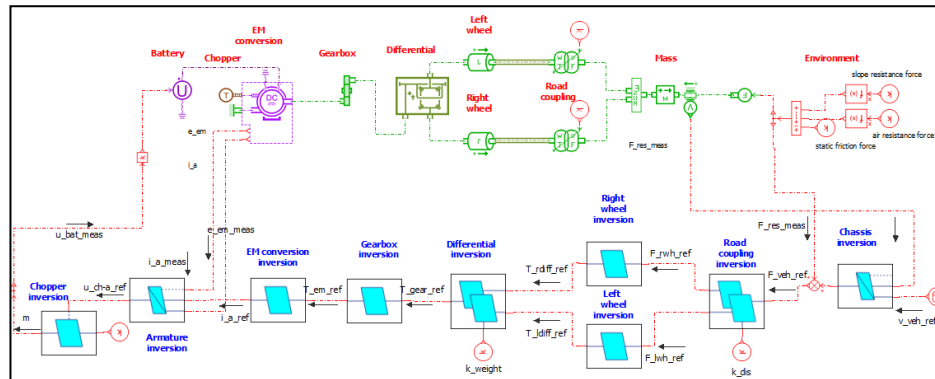 Left
wheel
EM
conversion
Battery
Chopper
Gearbox
Differential
Mass
Environment
slope resistance force
Right
wheel
Road
coupling
air resistance force
static friction force
e_em
i_a
F_res_meas
u_bat_meas
e_em_meas
i_a_meas
Right
wheel
inversion
F_res_meas
Chassis
inversion
EM conversion
inversion
Gearbox
inversion
Differential
inversion
Road
coupling
inversion
Chopper
inversion
u_ch-a_ref
T_rdiff_ref
F_rwh_ref
F_veh_ref
T_em_ref
T_gear_ref
Left
wheel
inversion
m
i_a_ref
T_ldiff_ref
v_veh_ref
Armature
inversion
F_lwh_ref
k_weight
k_dis